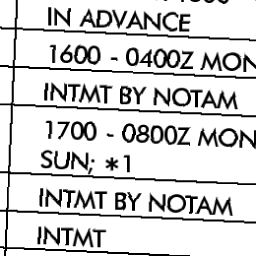 IN ADVANCE
1600 - 0400Z MON
INTMT BY NOTAM
1700 - 0800Z MON
SUN; *1
INTMT BY NOTAM
INTMT